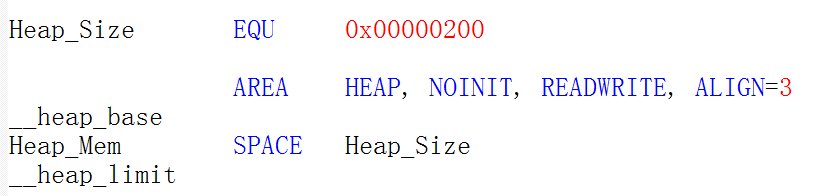 Heap_Size EQU 0x00000200
AREA HEAP, NOINIT, READWRITE, ALIGN=3
__heap_base
Heap_Mem SPACE Heap_Size
__heap_limit